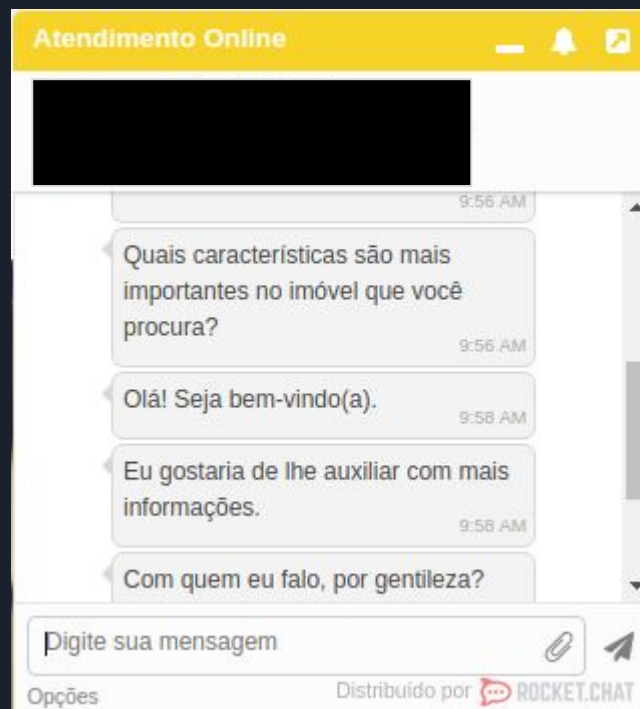 Atendimento Online
9:56 AM
Quais características são mais
importantes no imóvel que você
procura?
9:56 AM
Olá! Seja bem-vindo(a).
9:58 AM
Eu gostaria de lhe auxiliar com mais
informações.
9:58 AM
Com quem eu falo, por gentileza?
Digite sua mensagem
Opções
Distribuído por ROCKET.CHAT